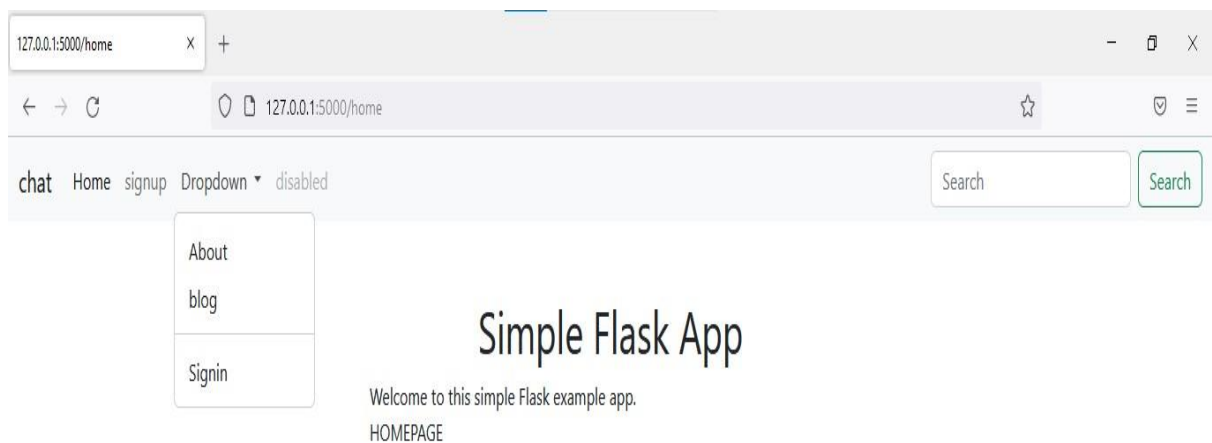 127.0.0.1:5000/home
127.0.0.1:5000/home
chat Home signup Dropdown disabled Search Search
About
blog
Signin
Simple Flask App
Welcome to this simple Flask example app.
HOMEPAGE